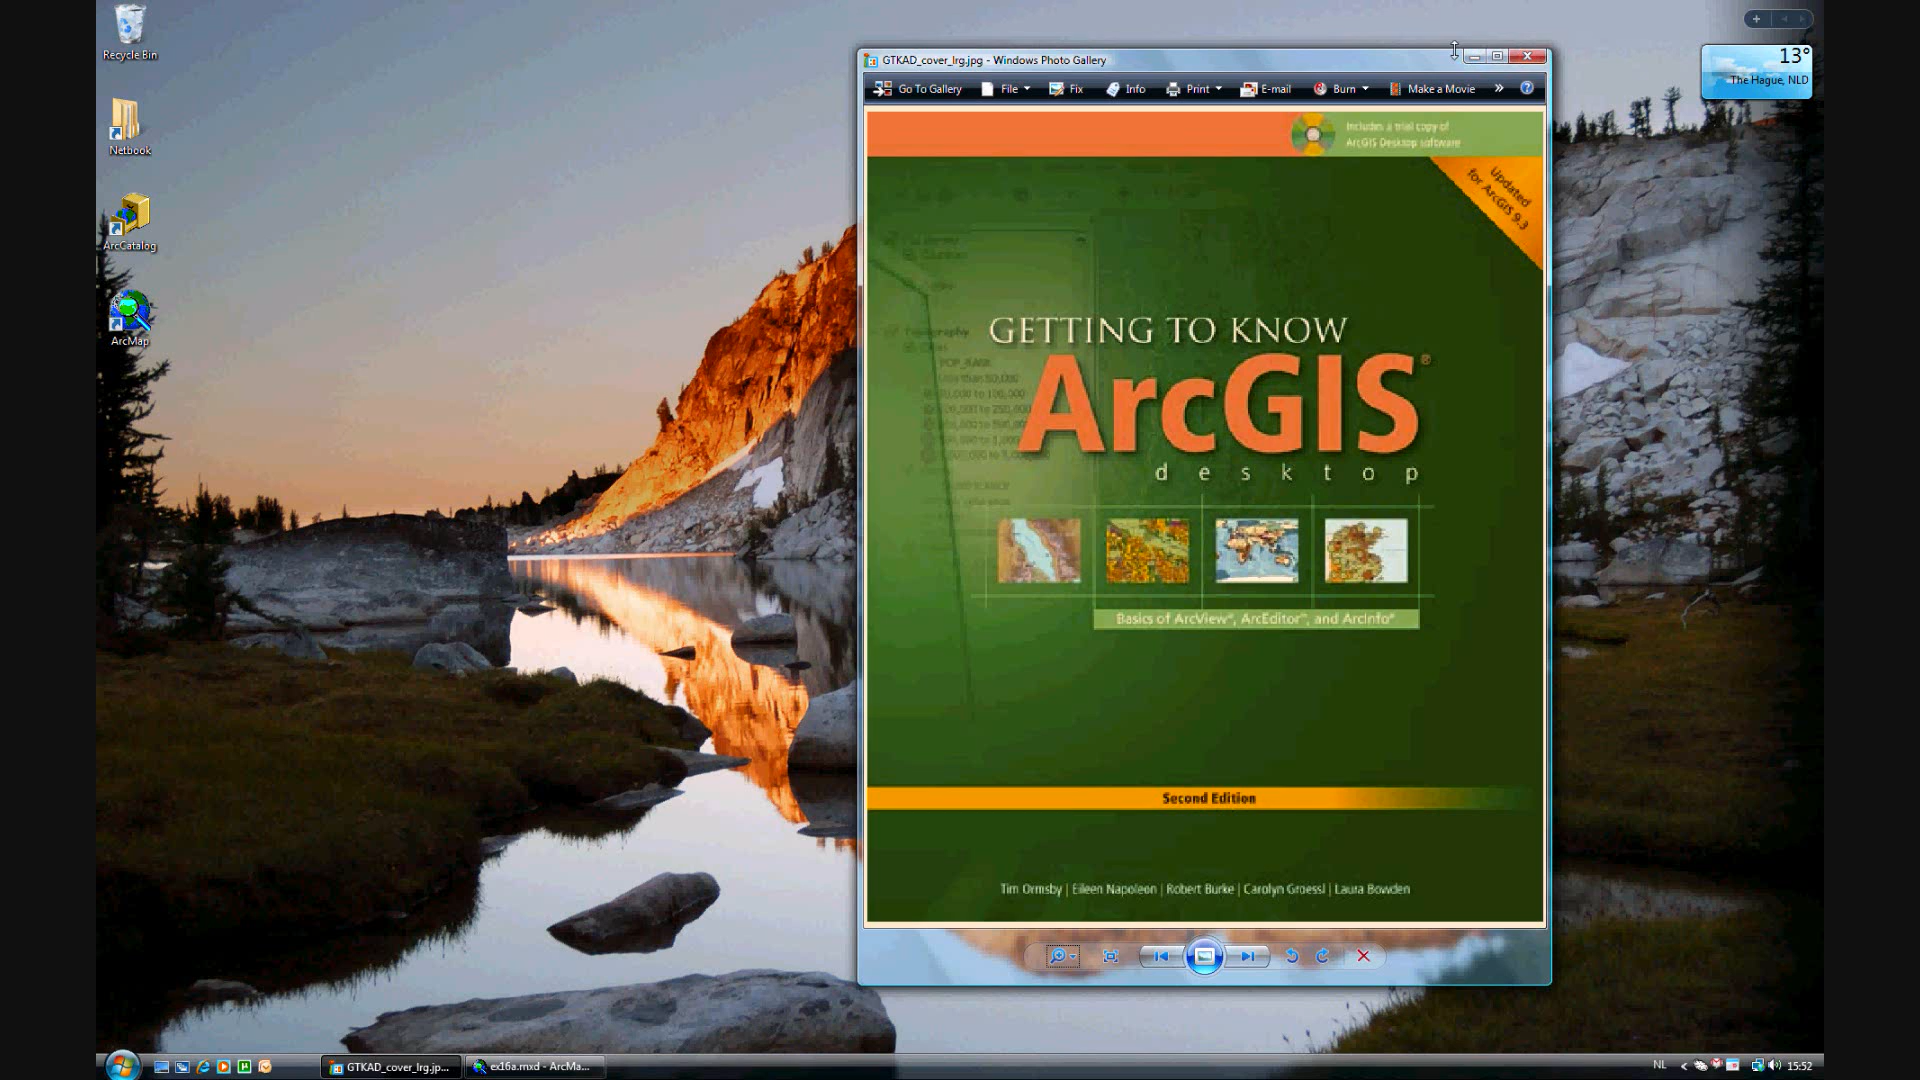 Recycle Bin
Netbook
ArcCatalog
ArcMap
GTKAD_cover_lrg.jpg - Windows Photo Gallery
Go To Gallery File Fix Info Print E-mail Burn Make a Movie »
Includes a trial copy of
ArcGIS Desktop software
Updated
for ArcGIS 9.3
GETTING TO KNOW
ArcGIS®
desktop
Basics of ArcView®, ArcEditor™, and ArcInfo®
Second Edition
Tim Ormsby | Eileen Napoleon | Robert Burke | Carolyn Groessl | Laura Bowden
13°
The Hague, NLD
GTKAD_cover_lrg.jp...
ex16a.mxd - ArcMa...
NL
15:52